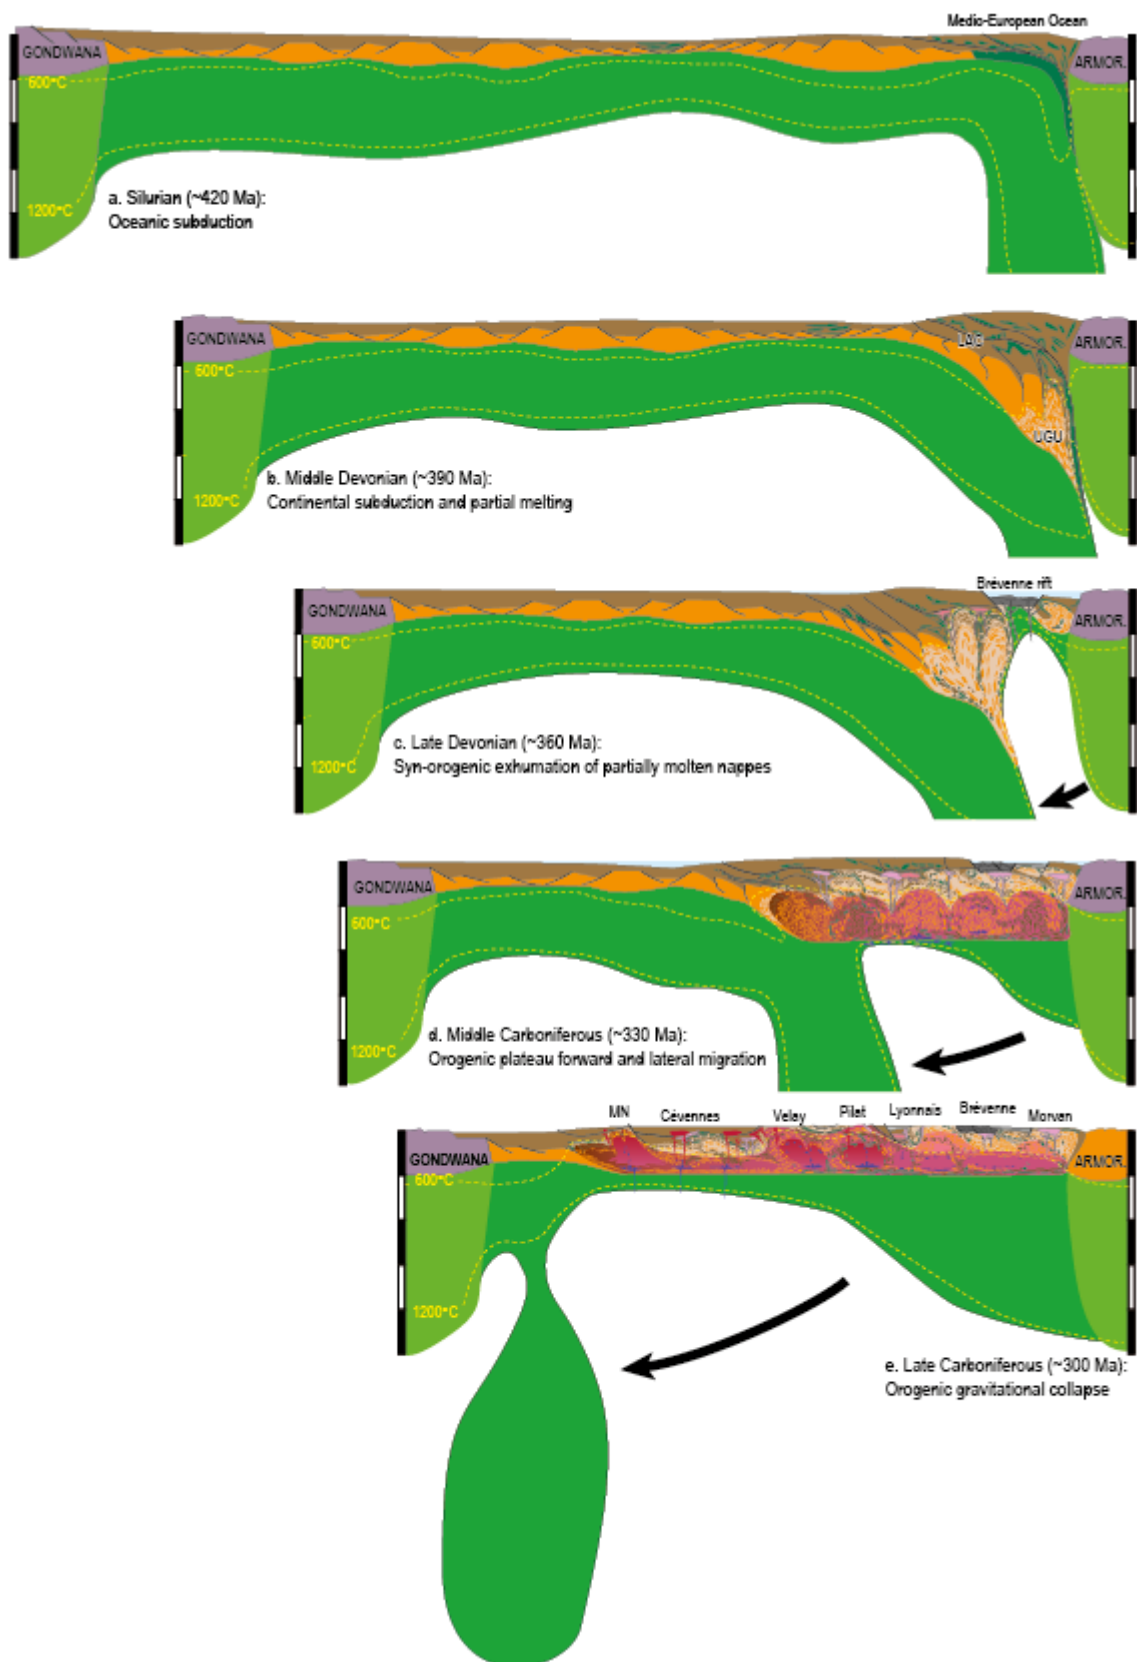 Medio-European Ocean
GONDWANA
ARMOR.
600°C
1200°C
a. Silurian (~420 Ma):
Oceanic subduction
GONDWANA
LAC
ARMOR.
600°C
UGU
1200°C
b. Middle Devonian (~390 Ma):
Continental subduction and partial melting
Brévenne rift
GONDWANA
ARMOR.
600°C
1200°C
c. Late Devonian (~360 Ma):
Syn-orogenic exhumation of partially molten nappes
GONDWANA
ARMOR.
600°C
1200°C
d. Middle Carboniferous (~330 Ma):
Orogenic plateau forward and lateral migration
MN Cévennes Velay Pilat Lyonnais Brévenne Morvan
GONDWANA
ARMOR.
600°C
1200°C
e. Late Carboniferous (~300 Ma):
Orogenic gravitational collapse